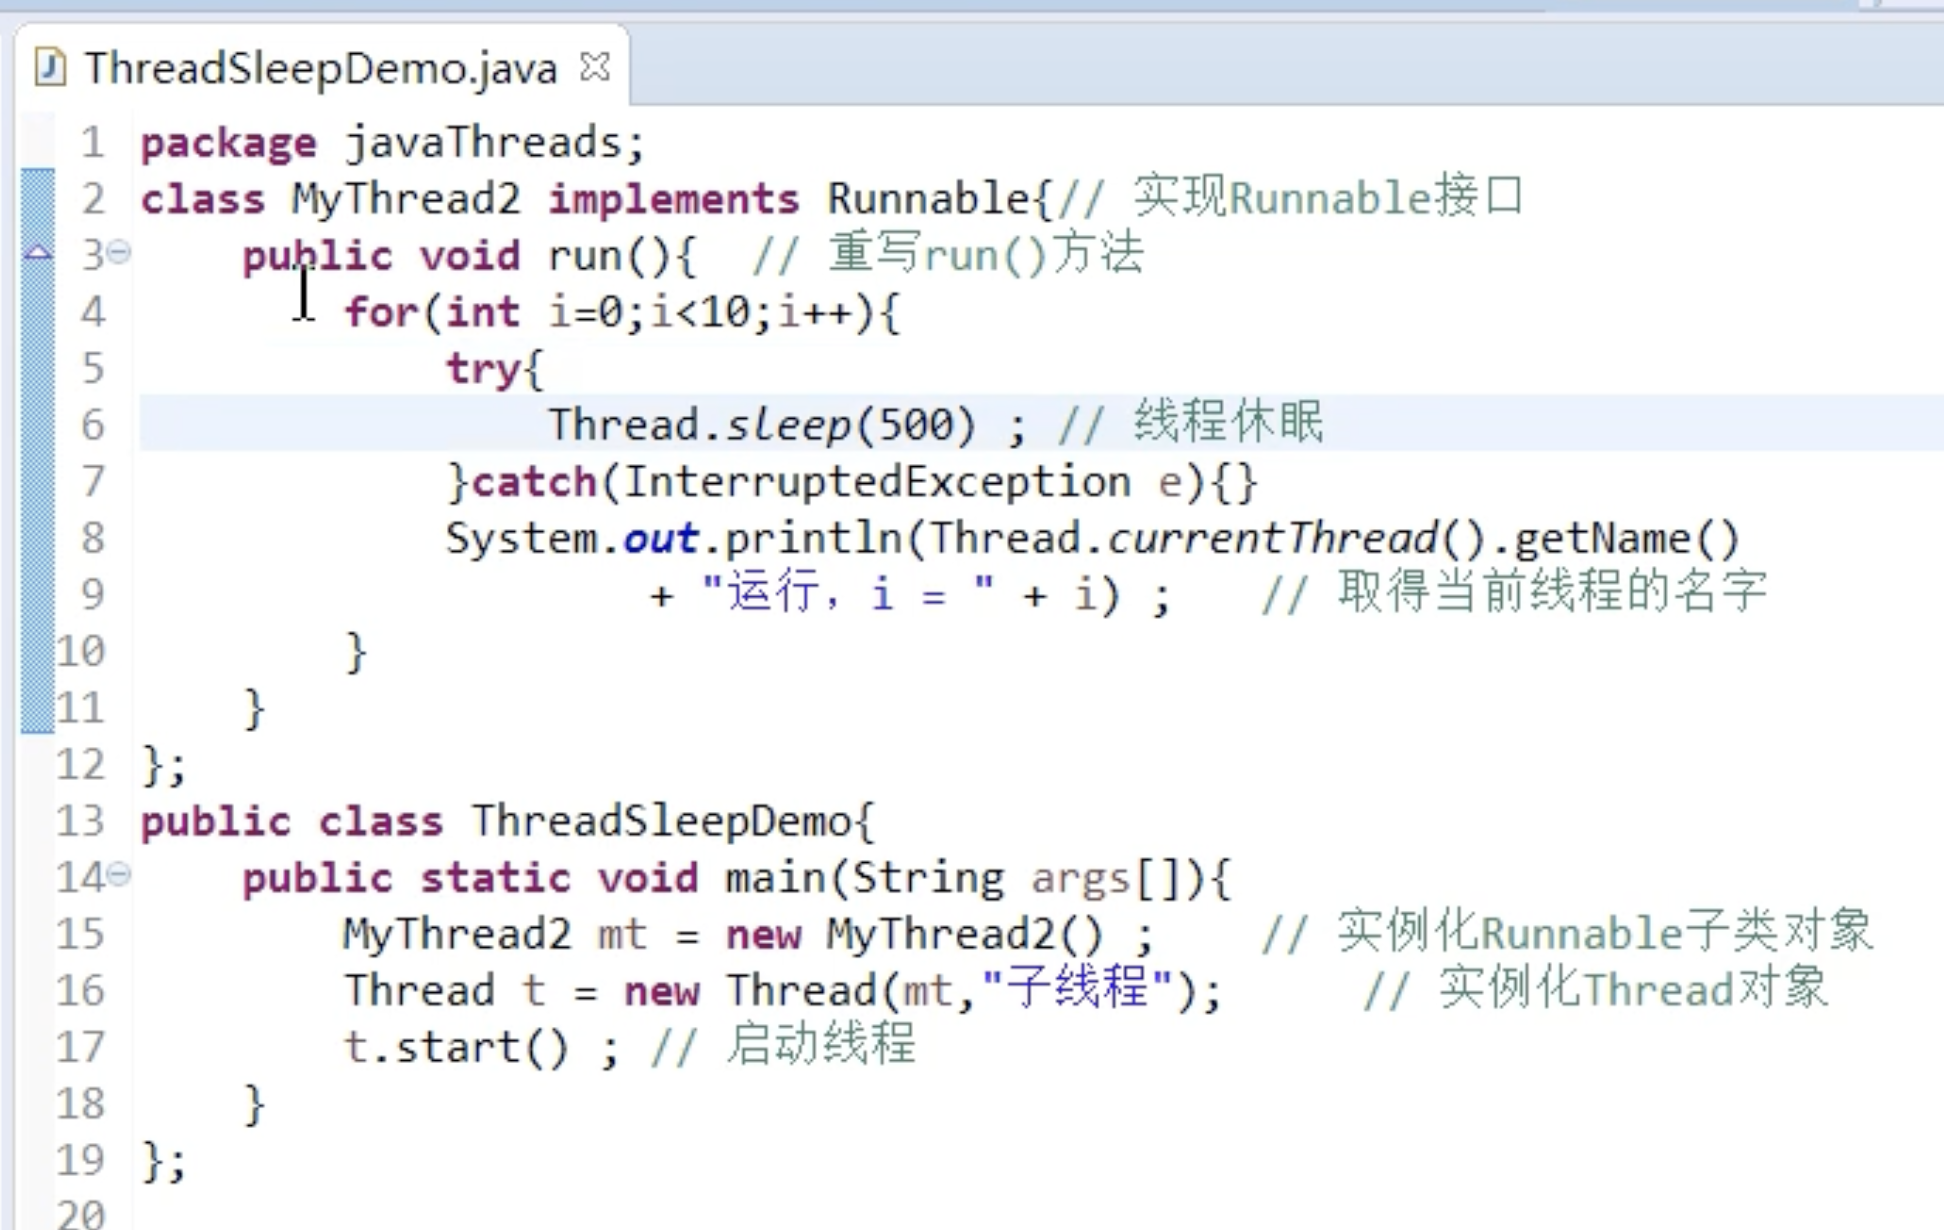 ThreadSleepDemo.java
1 package javaThreads;
2 class MyThread2 implements Runnable{// 实现Runnable接口
3 public void run(){  // 重写run()方法
4 for(int i=0;i<10;i++){
5 try{
6 Thread.sleep(500) ; // 线程休眠
7 }catch(InterruptedException e){}
8 System.out.println(Thread.currentThread().getName()
9 + "运行，i = " + i) ;   // 取得当前线程的名字
10 }
11 }
12 };
13 public class ThreadSleepDemo{
14 public static void main(String args[]){
15 MyThread2 mt = new MyThread2() ;    // 实例化Runnable子类对象
16 Thread t = new Thread(mt,"子线程");     // 实例化Thread对象
17 t.start() ; // 启动线程
18 }
19 };
20